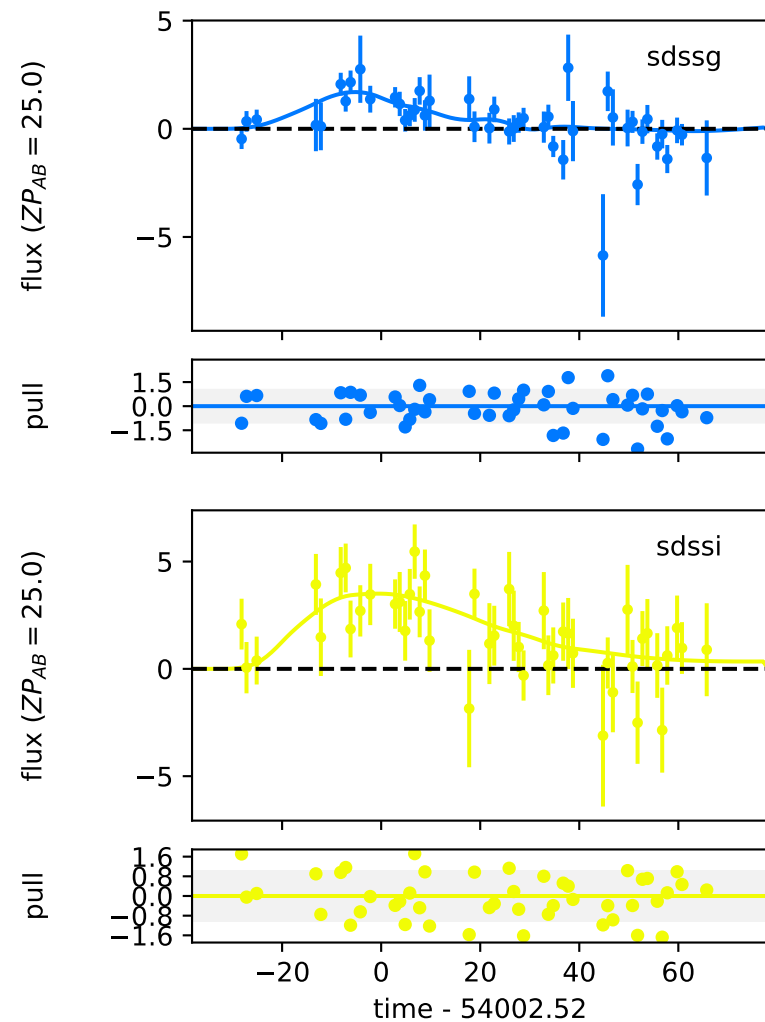 5
sdssg
0
−5
flux (ZP_AB = 25.0)
1.5
0.0
−1.5
pull
sdssi
5
0
−5
flux (ZP_AB = 25.0)
1.6
0.8
0.0
−0.8
−1.6
pull
−20 0 20 40 60
time - 54002.52